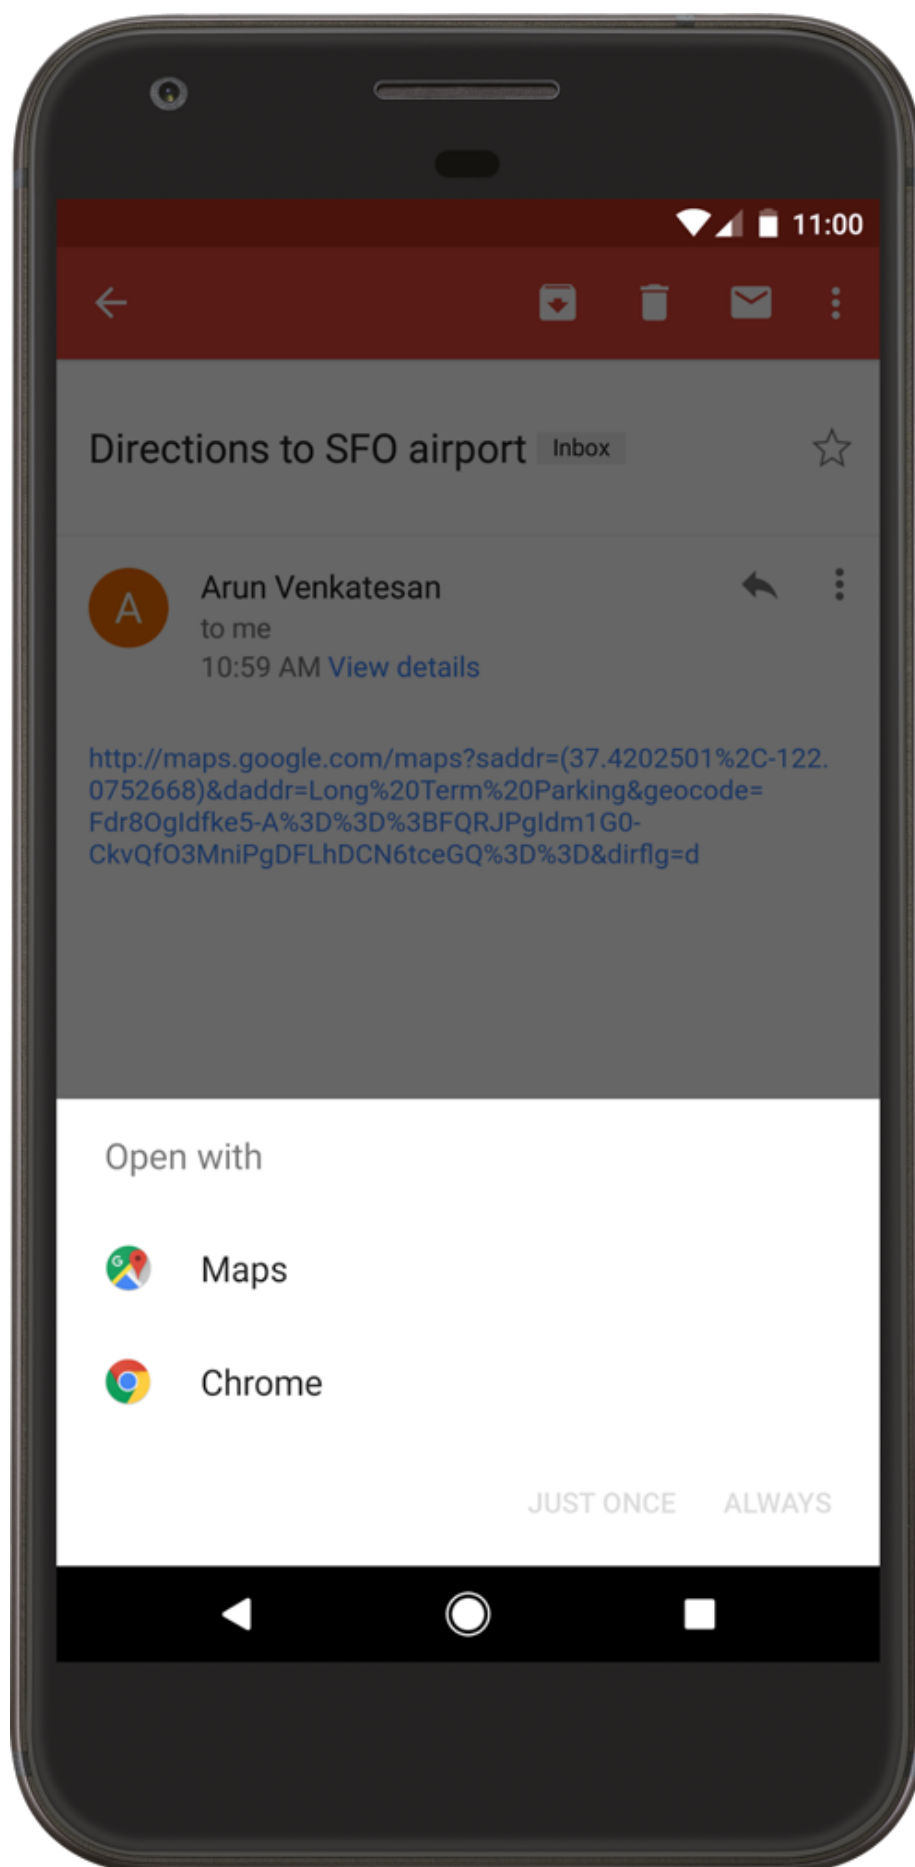 11:00
Directions to SFO airport Inbox
A
Arun Venkatesan
to me
10:59 AM View details
http://maps.google.com/maps?saddr=(37.4202501%2C-122.
0752668)&daddr=Long%20Term%20Parking&geocode=
Fdr8OgIdfke5-A%3D%3D%3BFQRJPgIdm1G0-
CkvQfO3MniPgDFLhDCN6tceGQ%3D%3D&dirflg=d
Open with
G
Maps
Chrome
JUST ONCE ALWAYS